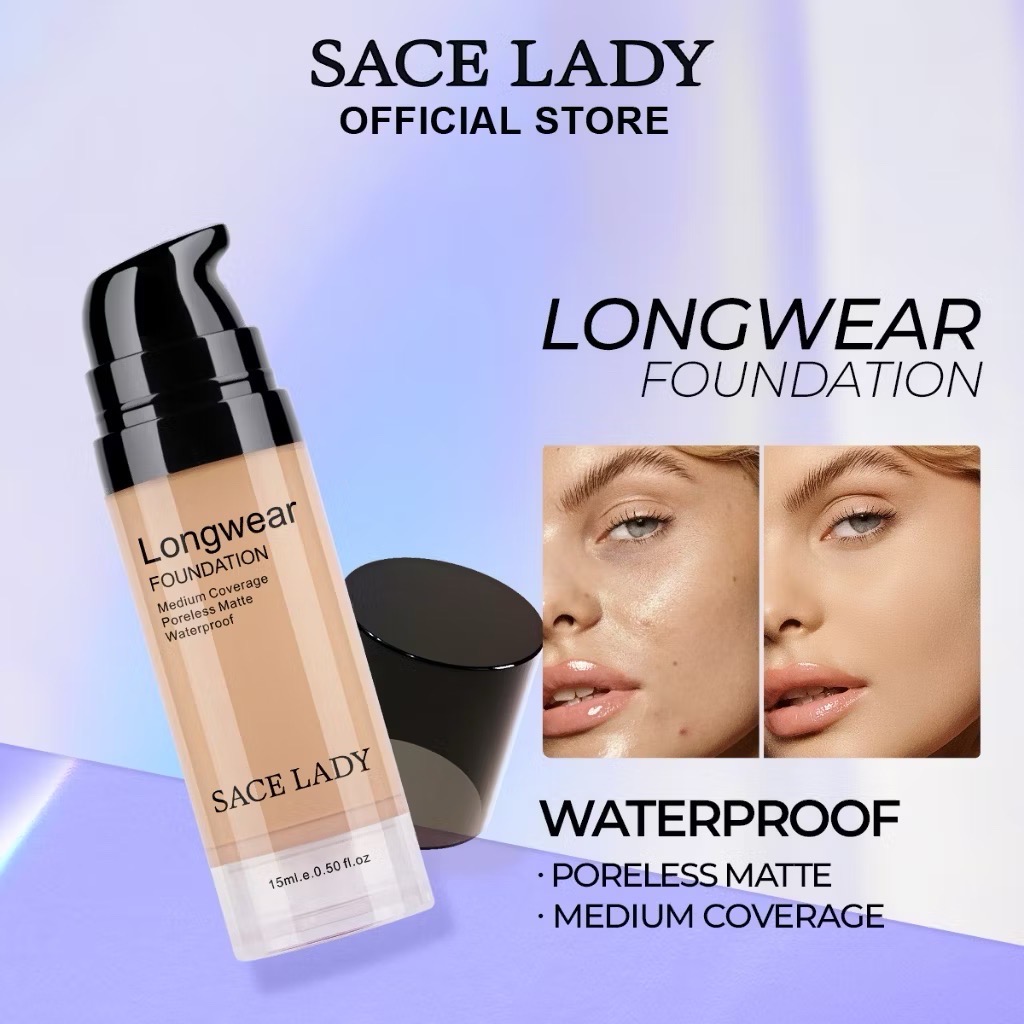 SACE LADY
OFFICIAL STORE
LONGWEAR
FOUNDATION
Longwear
FOUNDATION
Medium Coverage
Poreless Matte
Waterproof
SACE LADY
15ml.e.0.50 fl.oz
WATERPROOF
· PORELESS MATTE
· MEDIUM COVERAGE